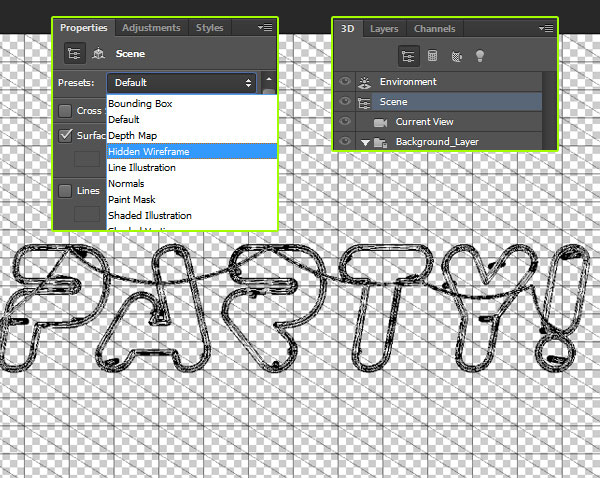 Properties Adjustments Styles
Scene
Presets: Default
Cross
Surfac
Lines
Bounding Box
Default
Depth Map
Hidden Wireframe
Line Illustration
Normals
Paint Mask
Shaded Illustration
3D Layers Channels
Environment
Scene
Current View
Background_Layer
PARTY!